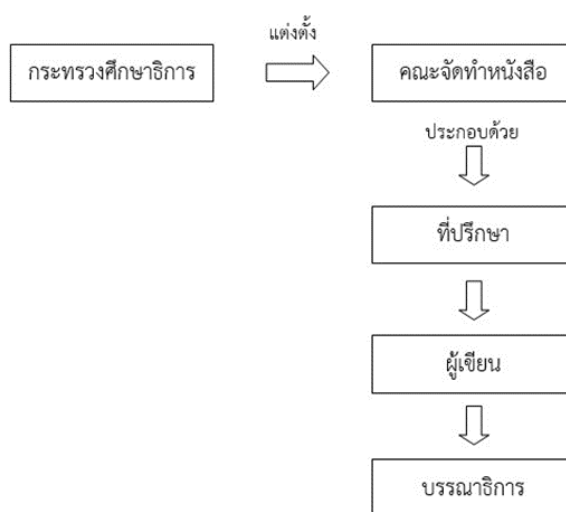 แต่งตั้ง
กระทรวงศึกษาธิการ
คณะจัดทำหนังสือ
ประกอบด้วย
ที่ปรึกษา
ผู้เขียน
บรรณาธิการ